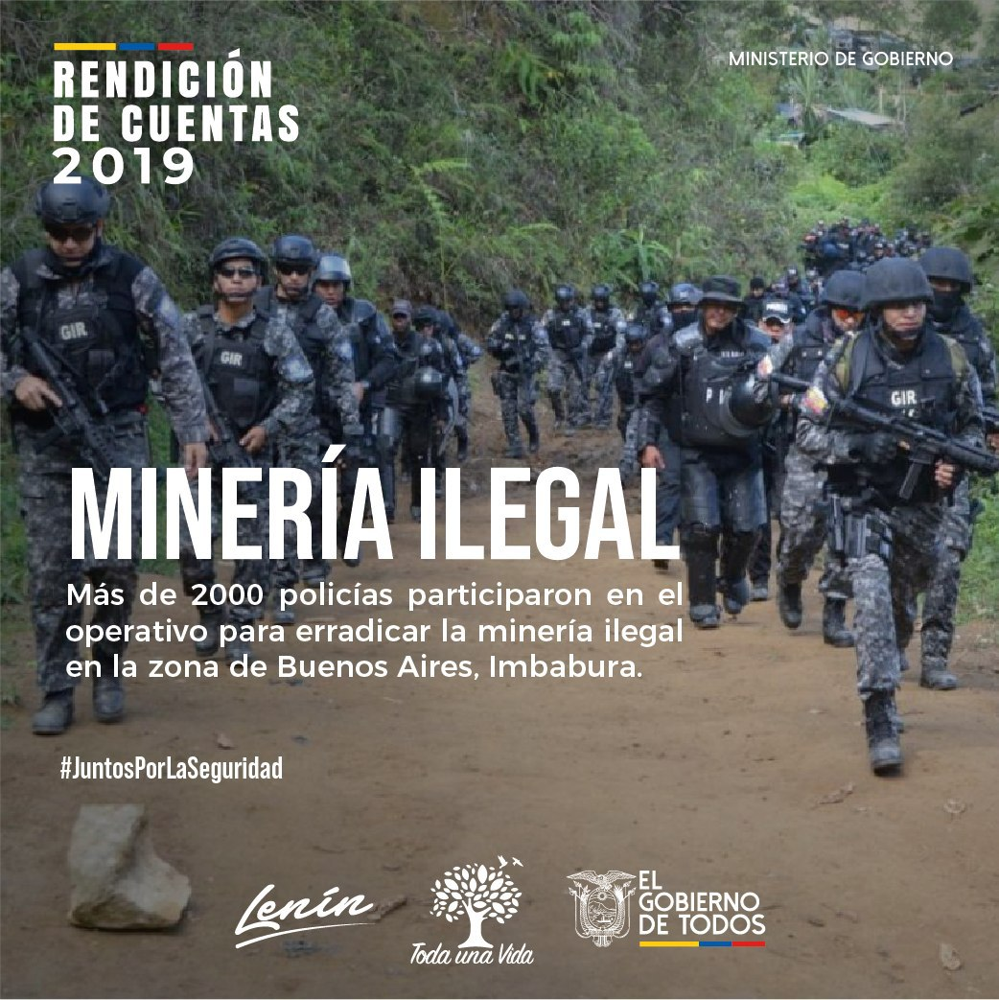 RENDICIÓN
DE CUENTAS
2019
MINISTERIO DE GOBIERNO
GIR
GIR
GIR
MINERÍA ILEGAL
Más de 2000 policías participaron en el
operativo para erradicar la minería ilegal
en la zona de Buenos Aires, Imbabura.
#JuntosPorLaSeguridad
Lenín
Toda una Vida
EL
GOBIERNO
DE TODOS